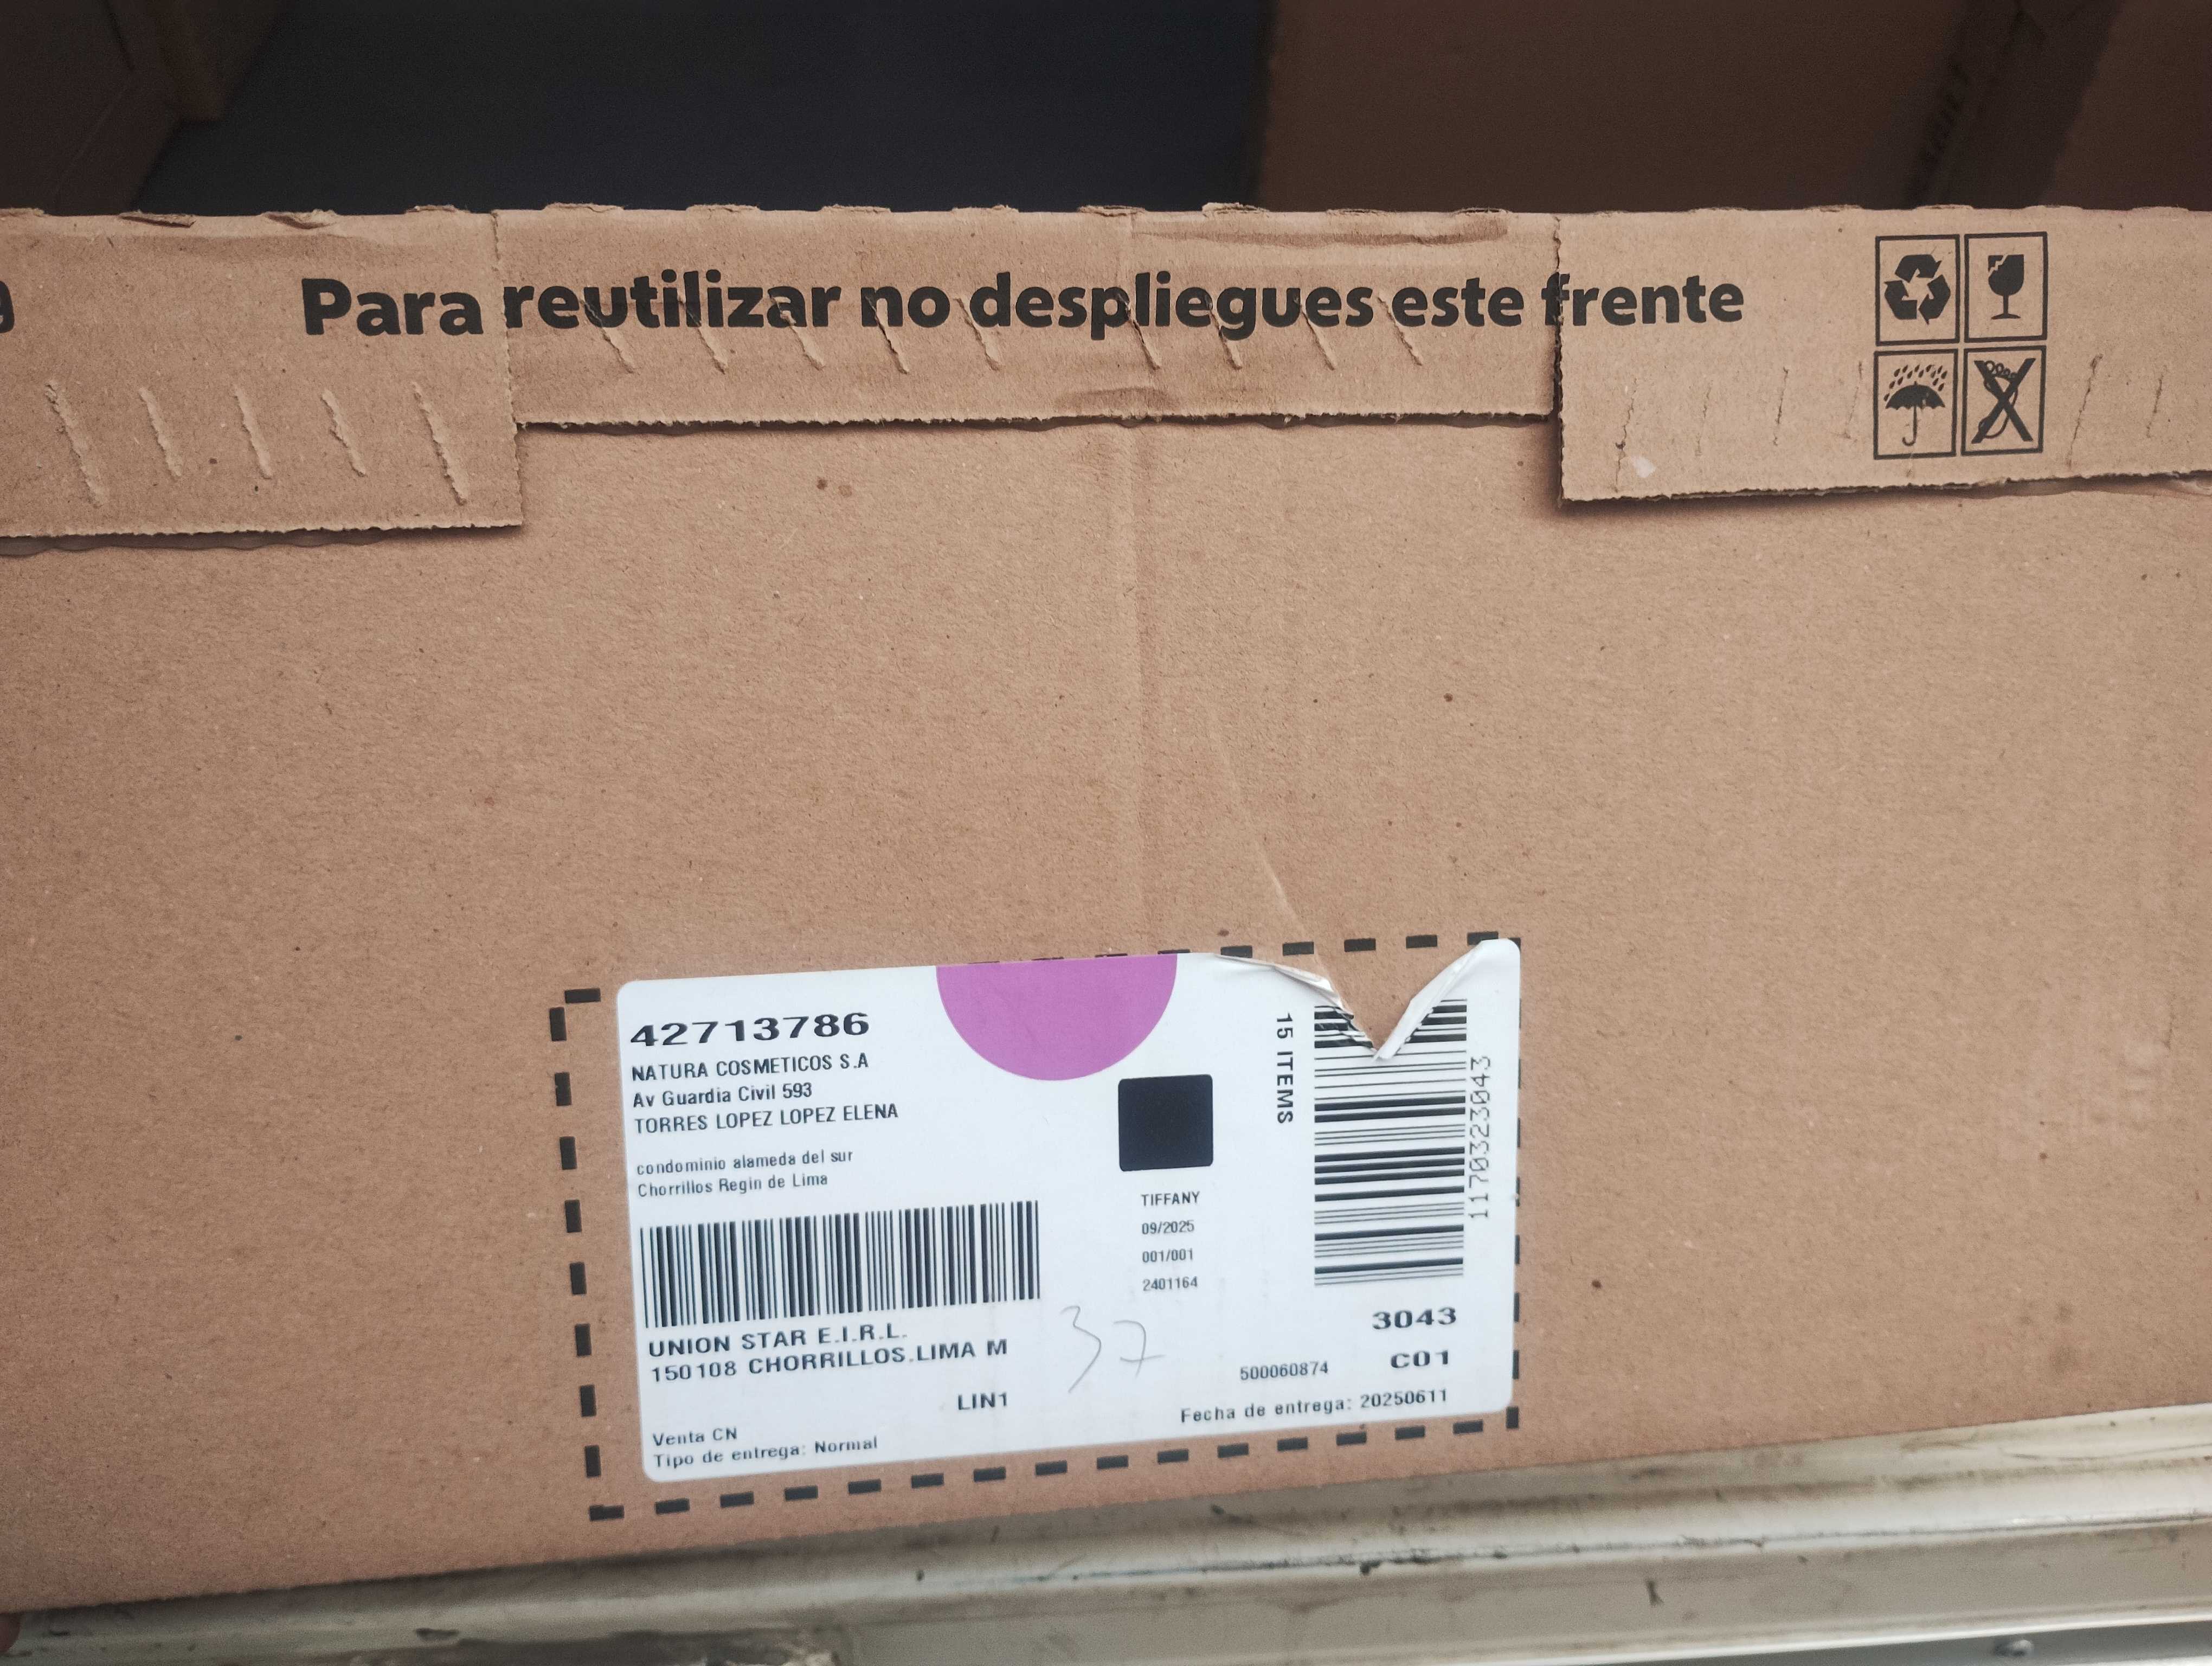 g
Para reutilizar no despliegues este frente
42713786
NATURA COSMETICOS S.A
Av Guardia Civil 593
TORRES LOPEZ LOPEZ ELENA
condominio alameda del sur
Chorrillos Regin de Lima
UNION STAR E.I.R.L.
150108 CHORRILLOS.LIMA M
LIN1
Venta CN
Tipo de entrega: Normal
37
TIFFANY
09/2025
001/001
2401164
15 ITEMS
11703223043
3043
500060874
C01
Fecha de entrega: 20250611